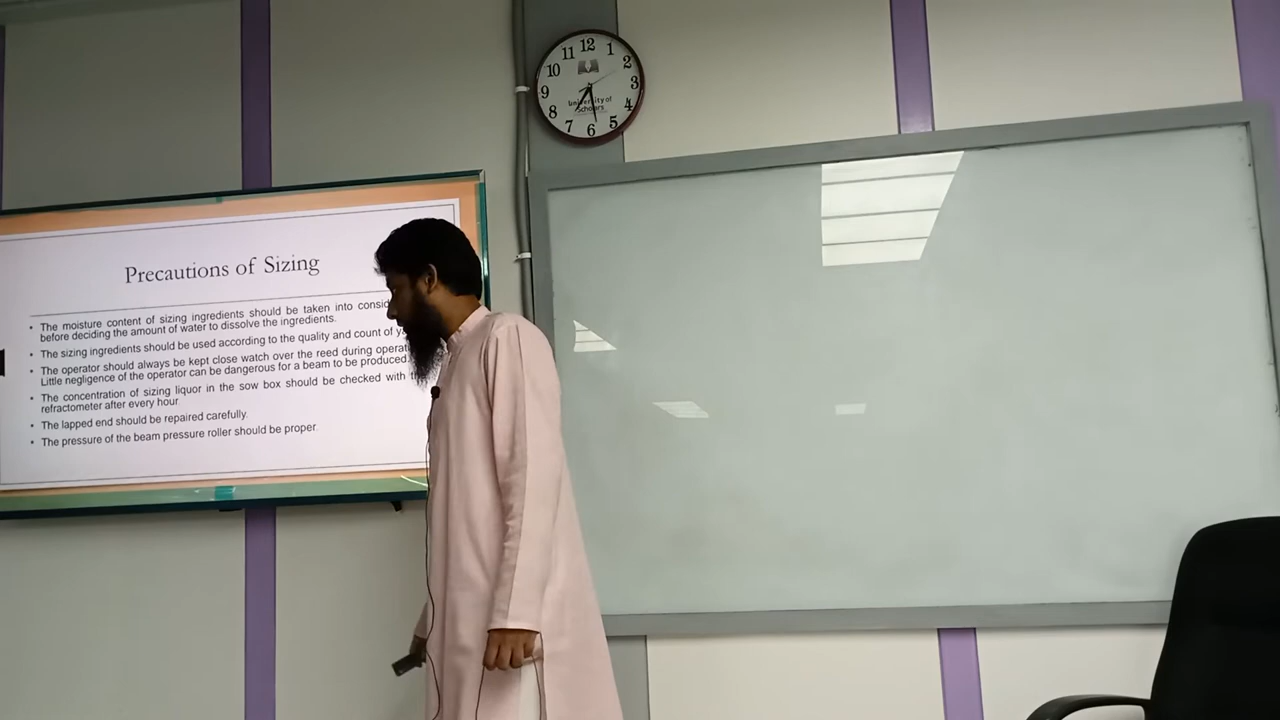 12
11 1
10 2
9 3
8 4
7 5
6
University of
Scholars
Precautions of Sizing
• The moisture content of sizing ingredients should be taken into
before deciding the amount of water to dissolve the ingredients.
• The sizing ingredients should be used according to the quality and count of
• The operator should always be kept close watch over the reed during
Little negligence of the operator can be dangerous for a beam to be produced.
• The concentration of sizing liquor in the sow box should be checked with
refractometer after every hour.
• The lapped end should be repaired carefully.
• The pressure of the beam pressure roller should be proper.